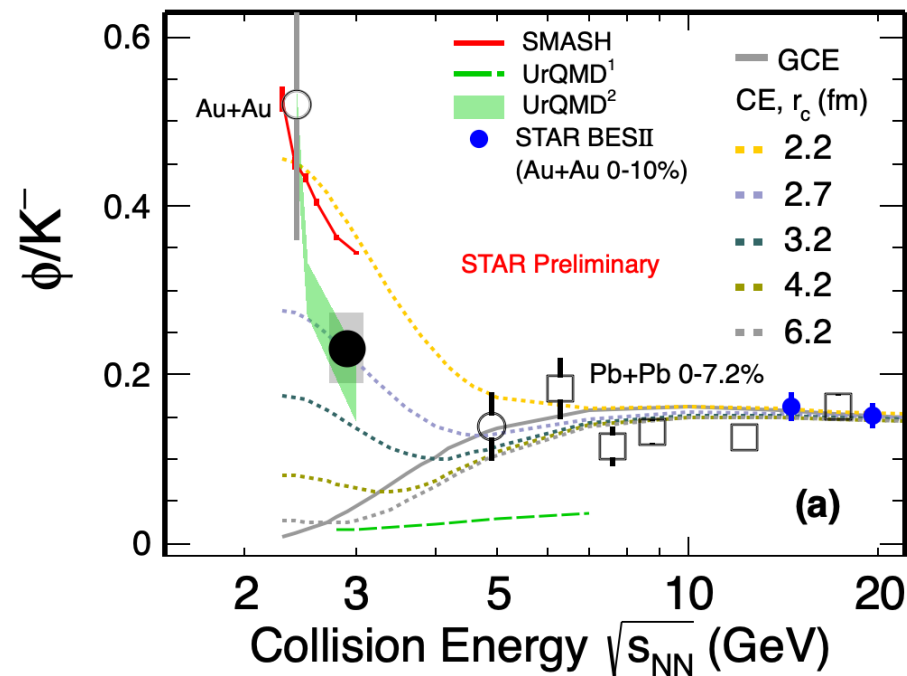 0.6
0.4
0.2
0
ϕ/K⁻
Au+Au
SMASH
UrQMD¹
UrQMD²
STAR BESII
(Au+Au 0-10%)
GCE
CE, r_c (fm)
2.2
2.7
3.2
4.2
6.2
STAR Preliminary
Pb+Pb 0-7.2%
(a)
2 3 5 10 20
Collision Energy √s_NN (GeV)